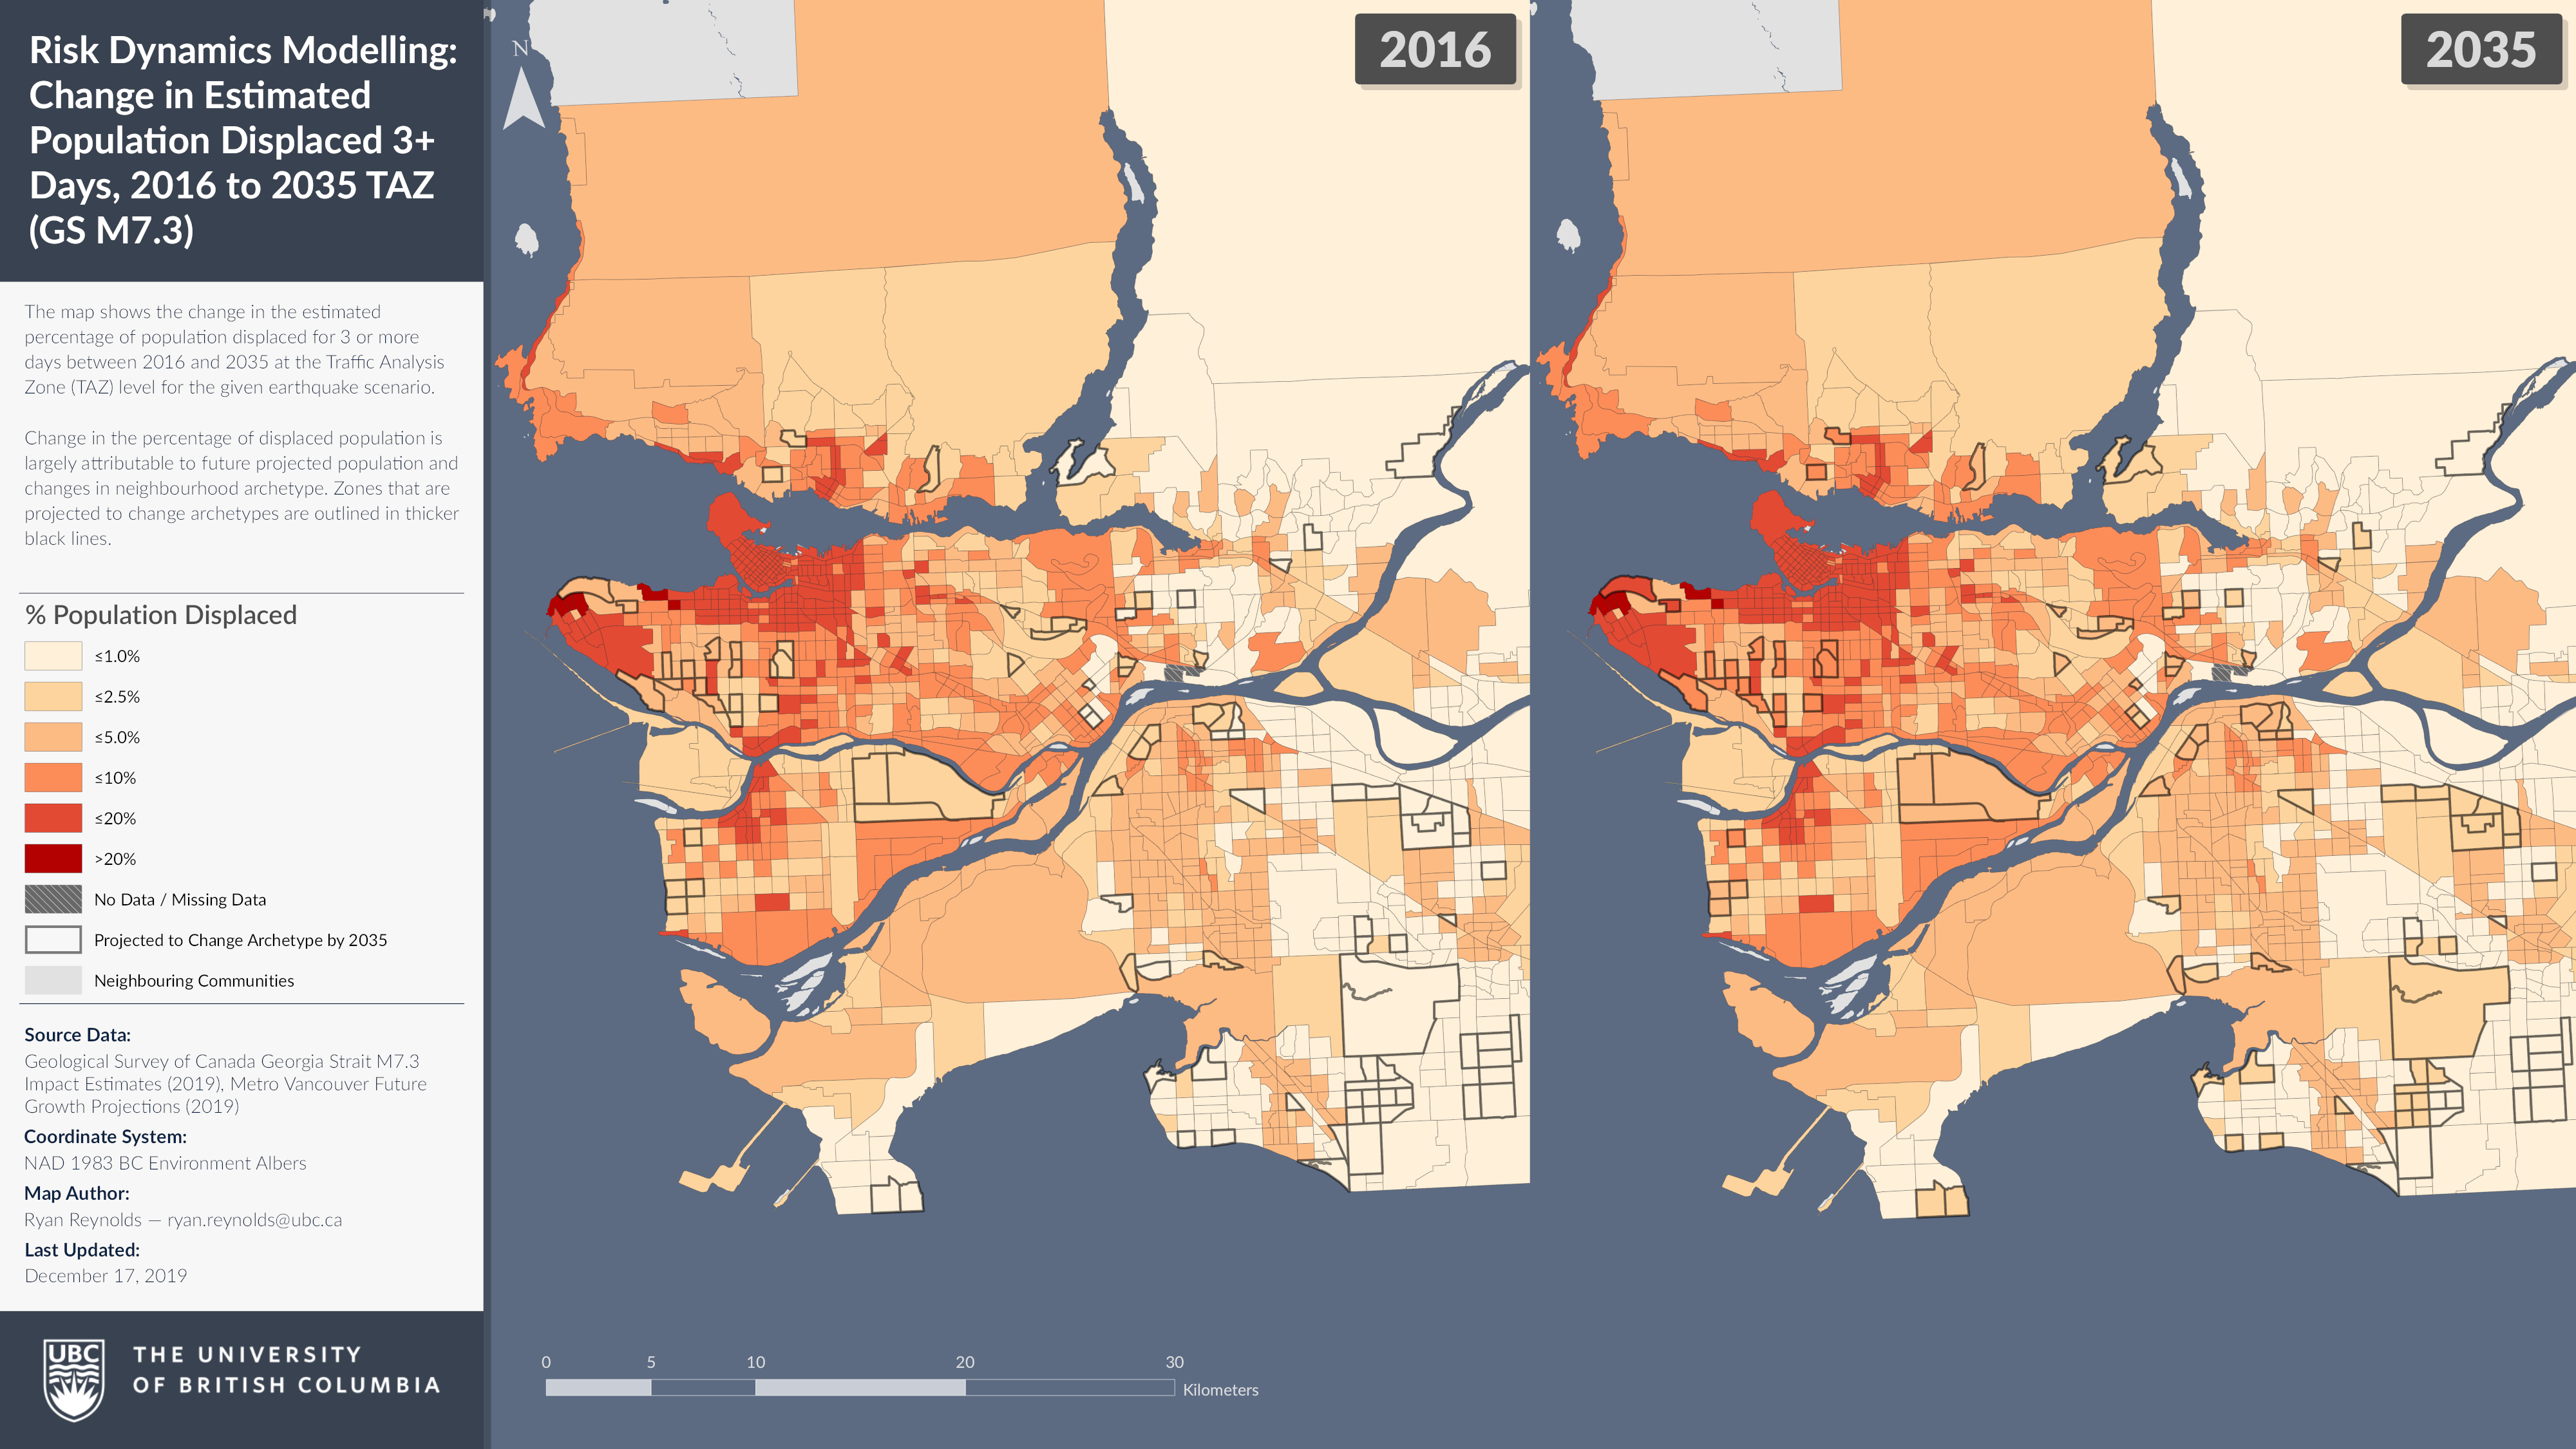 Risk Dynamics Modelling:
Change in Estimated
Population Displaced 3+
Days, 2016 to 2035 TAZ
(GS M7.3)
The map shows the change in the estimated
percentage of population displaced for 3 or more
days between 2016 and 2035 at the Traffic Analysis
Zone (TAZ) level for the given earthquake scenario.
Change in the percentage of displaced population is
largely attributable to future projected population and
changes in neighbourhood archetype. Zones that are
projected to change archetypes are outlined in thicker
black lines.
% Population Displaced
≤1.0%
≤2.5%
≤5.0%
≤10%
≤20%
>20%
No Data / Missing Data
Projected to Change Archetype by 2035
Neighbouring Communities
Source Data:
Geological Survey of Canada Georgia Strait M7.3
Impact Estimates (2019), Metro Vancouver Future
Growth Projections (2019)
Coordinate System:
NAD 1983 BC Environment Albers
Map Author:
Ryan Reynolds — ryan.reynolds@ubc.ca
Last Updated:
December 17, 2019
UBC
THE UNIVERSITY
OF BRITISH COLUMBIA
N
2016
2035
0 5 10 20 30
Kilometers